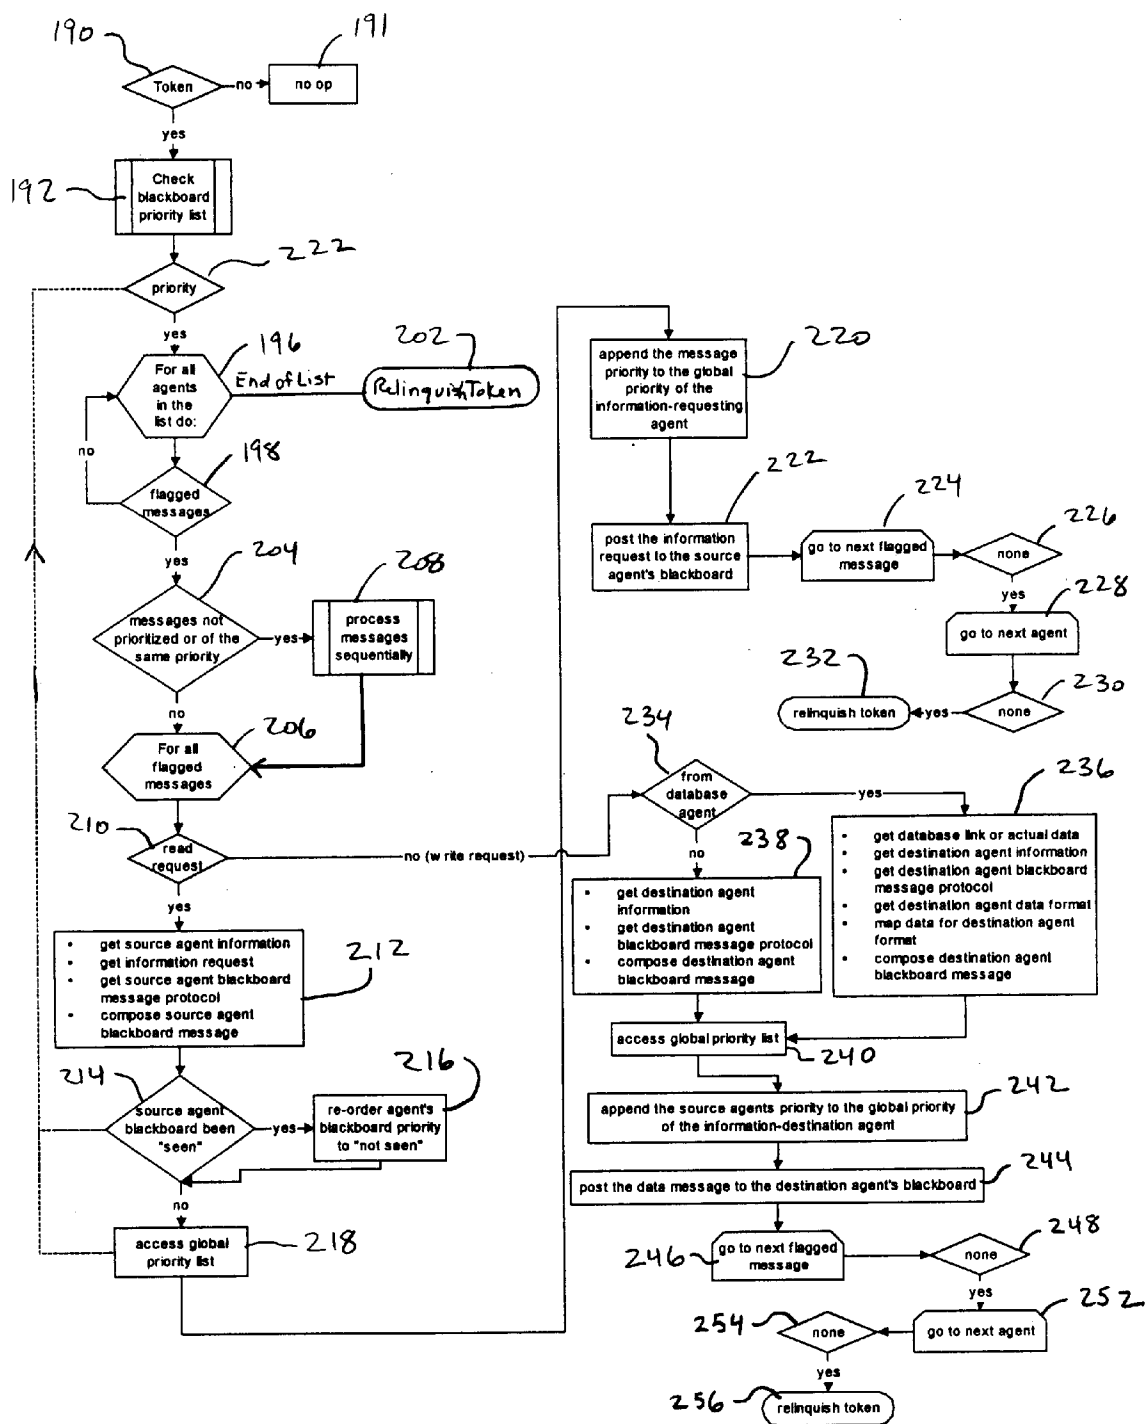 190
191
Token
no
no op
yes
192
Check
blackboard
priority list
222
priority
yes
196
For all
agents
in the
list do:
End of List
202
Relinquish Token
no
198
flagged
messages
yes
204
messages not
prioritized or of the
same priority
yes
208
process
messages
sequentially
no
206
For all
flagged
messages
210
read
request
no (write request)
yes
• get source agent information
• get information request
• get source agent blackboard
message protocol
• compose source agent
blackboard message
212
214
source agent
blackboard been
"seen"
yes
216
re-order agent's
blackboard priority
to "not seen"
no
access global
priority list
218
220
append the message
priority to the global
priority of the
information-requesting
agent
222
post the information
request to the source
agent's blackboard
224
go to next flagged
message
226
none
yes
228
go to next agent
230
none
yes
232
relinquish token
234
from
database
agent
yes
no
236
• get database link or actual data
• get destination agent information
• get destination agent blackboard
message protocol
• get destination agent data format
• map data for destination agent
format
• compose destination agent
blackboard message
238
• get destination agent
information
• get destination agent
blackboard message protocol
• compose destination agent
blackboard message
access global priority list
240
242
append the source agents priority to the global priority
of the information-destination agent
244
post the data message to the destination agent's blackboard
246
go to next flagged
message
248
none
yes
252
go to next agent
254
none
yes
256
relinquish token